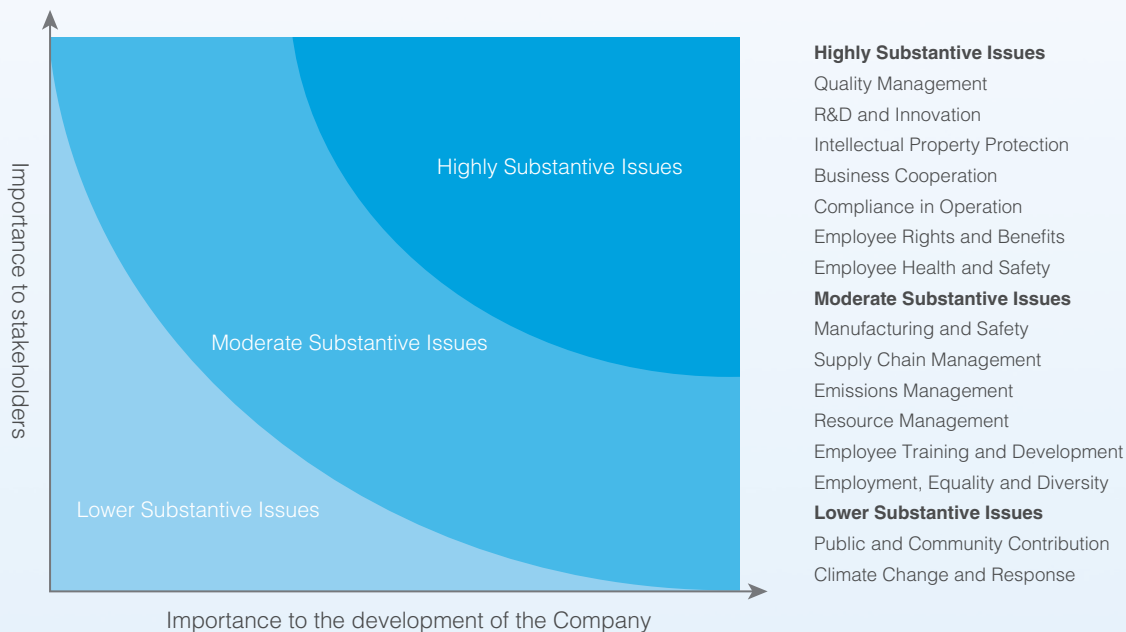 Importance to stakeholders
Highly Substantive Issues
Moderate Substantive Issues
Lower Substantive Issues
Importance to the development of the Company
Highly Substantive Issues
Quality Management
R&D and Innovation
Intellectual Property Protection
Business Cooperation
Compliance in Operation
Employee Rights and Benefits
Employee Health and Safety
Moderate Substantive Issues
Manufacturing and Safety
Supply Chain Management
Emissions Management
Resource Management
Employee Training and Development
Employment, Equality and Diversity
Lower Substantive Issues
Public and Community Contribution
Climate Change and Response